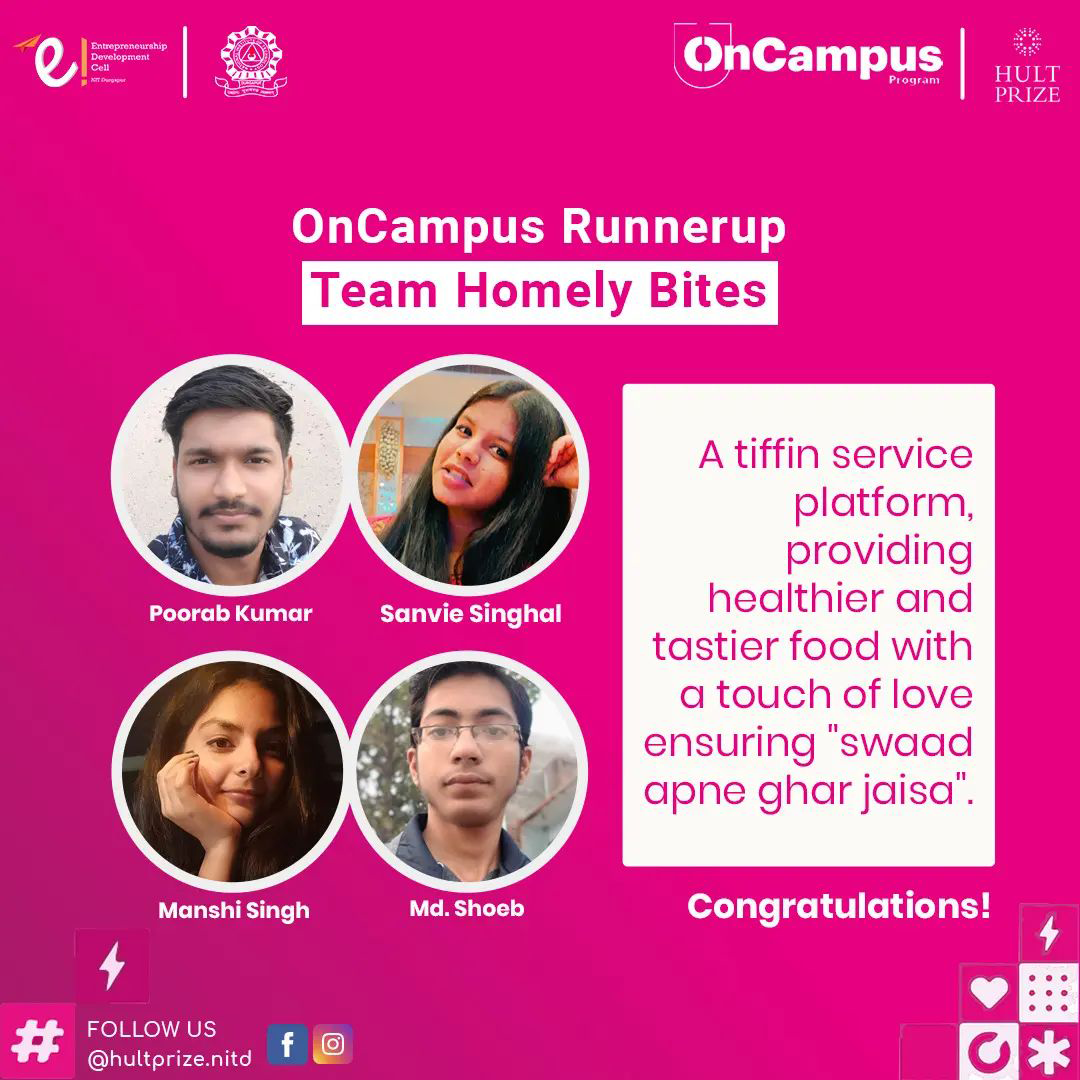 Entrepreneurship
Development
Cell
NIT Durgapur
OnCampus
Program
HULT
PRIZE
OnCampus Runnerup
Team Homely Bites
Poorab Kumar
Sanvie Singhal
Manshi Singh
Md. Shoeb
A tiffin service
platform,
providing
healthier and
tastier food with
a touch of love
ensuring "swaad
apne ghar jaisa".
Congratulations!
FOLLOW US
@hultprize.nitd